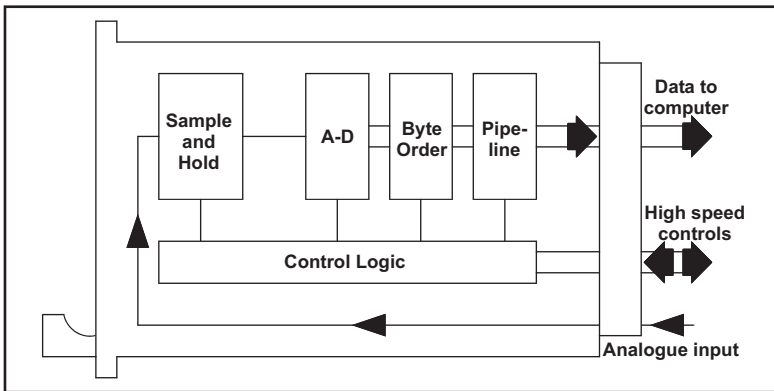 Sample
and
Hold
A-D
Byte
Order
Pipe-
line
Data to
computer
High speed
controls
Control Logic
Analogue input